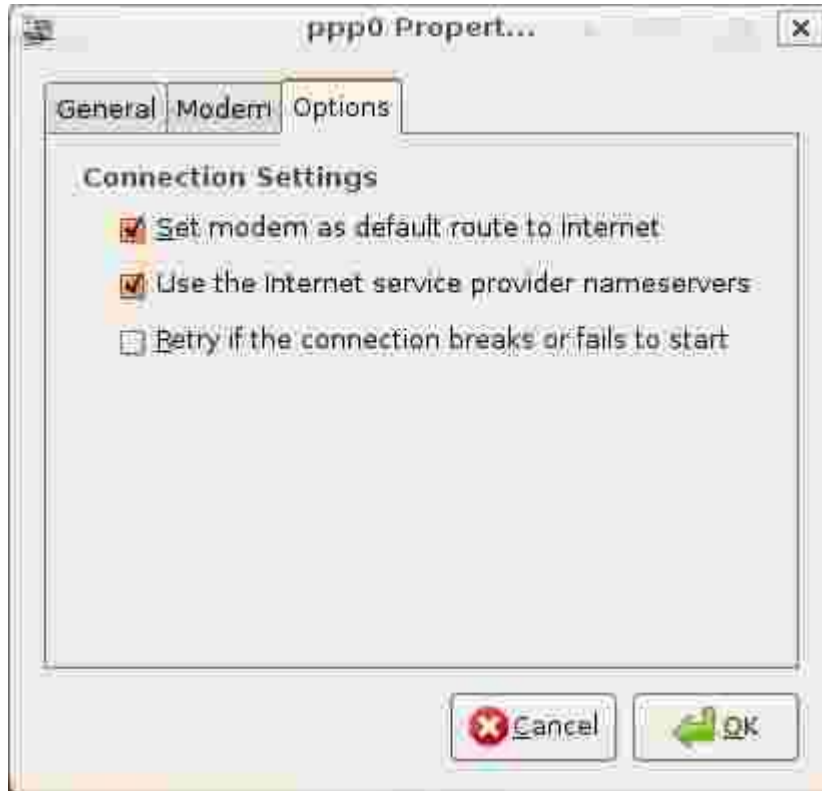 ppp0 Propert...
General Modem Options
Connection Settings
Set modem as default route to internet
Use the Internet service provider nameservers
Retry if the connection breaks or fails to start
Cancel OK